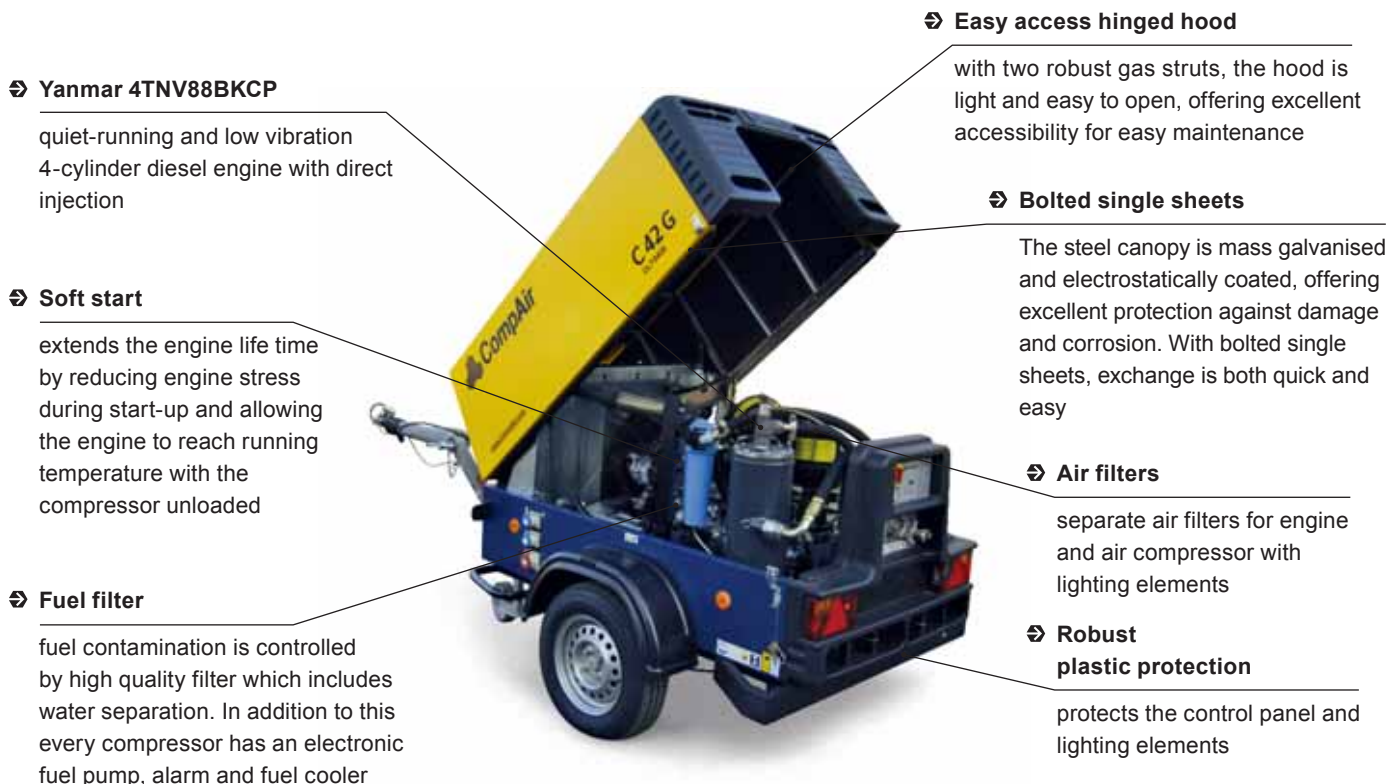 Yanmar 4TNV88BKCP
quiet-running and low vibration
4-cylinder diesel engine with direct
injection
Soft start
extends the engine life time
by reducing engine stress
during start-up and allowing
the engine to reach running
temperature with the
compressor unloaded
Fuel filter
fuel contamination is controlled
by high quality filter which includes
water separation. In addition to this
every compressor has an electronic
fuel pump, alarm and fuel cooler
CompAir
C 42 G
Easy access hinged hood
with two robust gas struts, the hood is
light and easy to open, offering excellent
accessibility for easy maintenance
Bolted single sheets
The steel canopy is mass galvanised
and electrostatically coated, offering
excellent protection against damage
and corrosion. With bolted single
sheets, exchange is both quick and
easy
Air filters
separate air filters for engine
and air compressor with
lighting elements
Robust
plastic protection
protects the control panel and
lighting elements